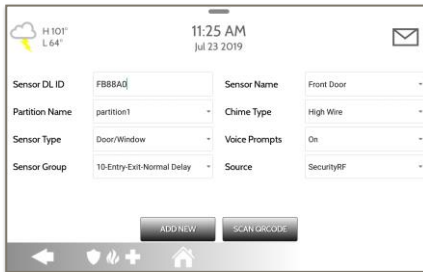 H 101°
L 64°
11:25 AM
Jul 23 2019
Sensor DL ID FB88A0 Sensor Name Front Door
Partition Name partition1 Chime Type High Wire
Sensor Type Door/Window Voice Prompts On
Sensor Group 10-Entry-Exit-Normal Delay Source SecurityRF
ADD NEW SCAN QRCODE